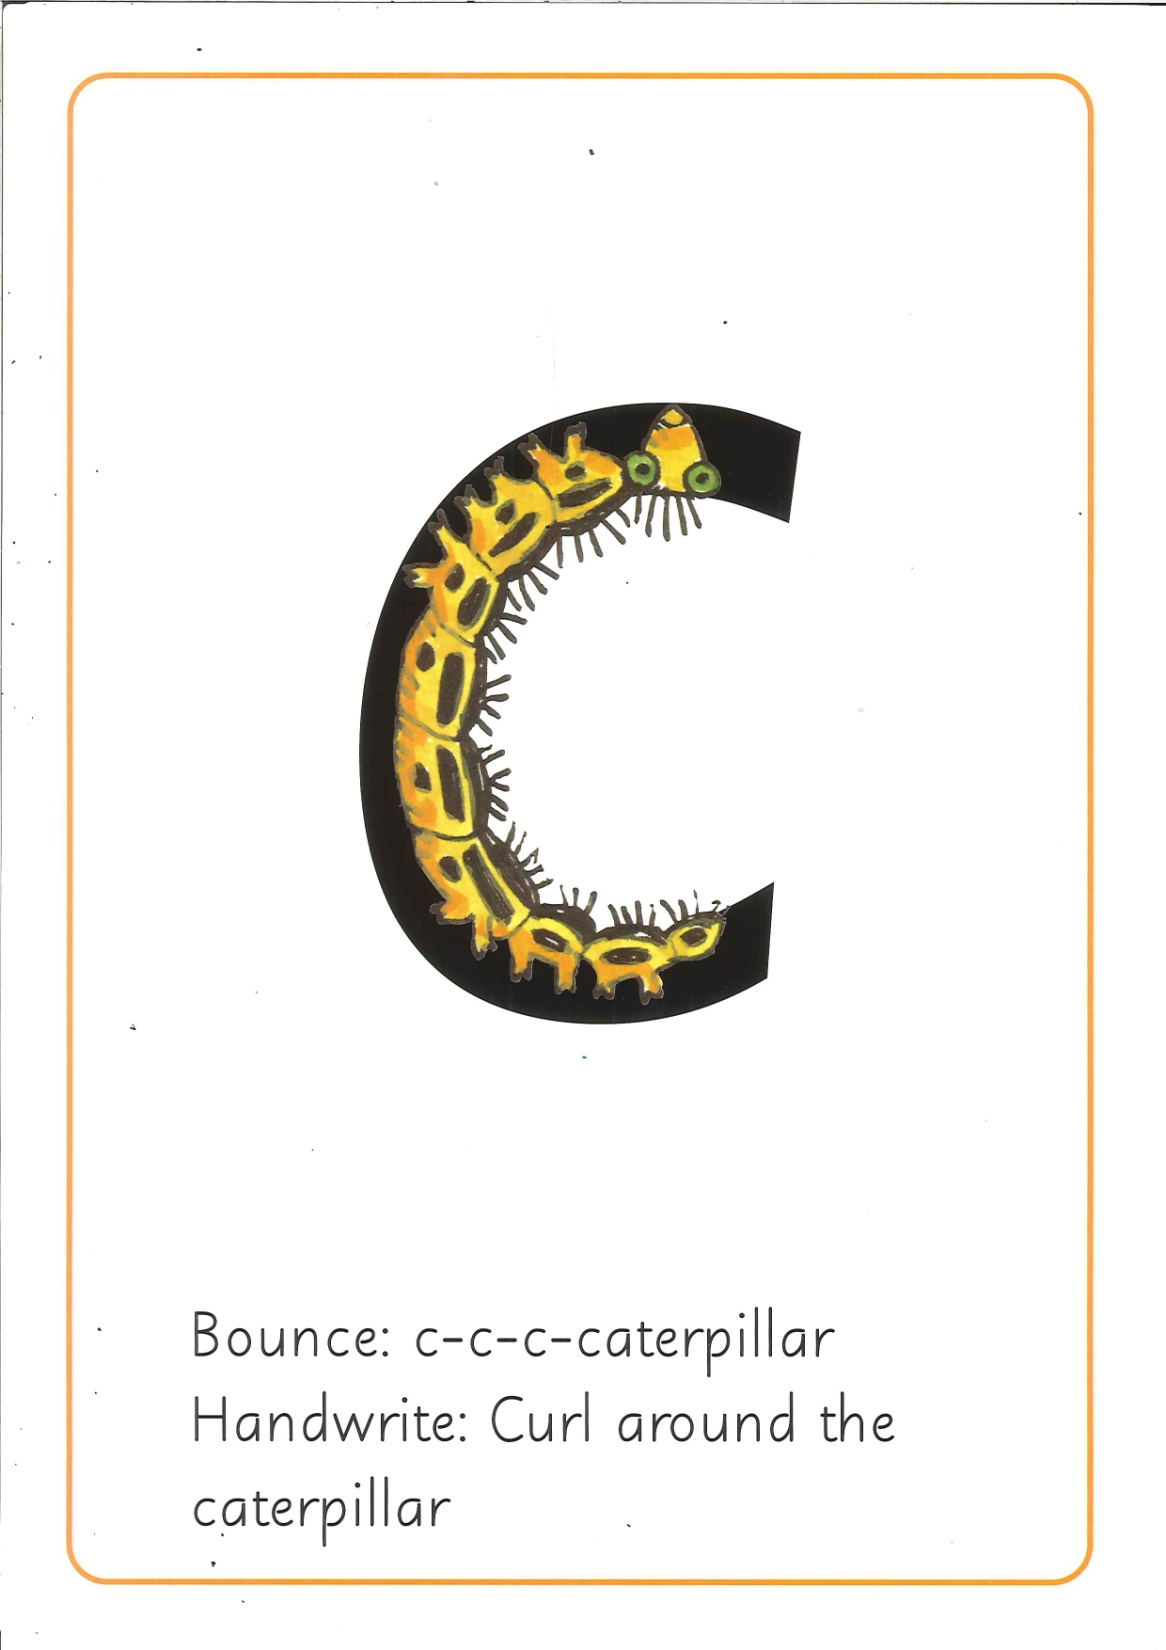 c
Bounce: c-c-c-caterpillar
Handwrite: Curl around the
caterpillar